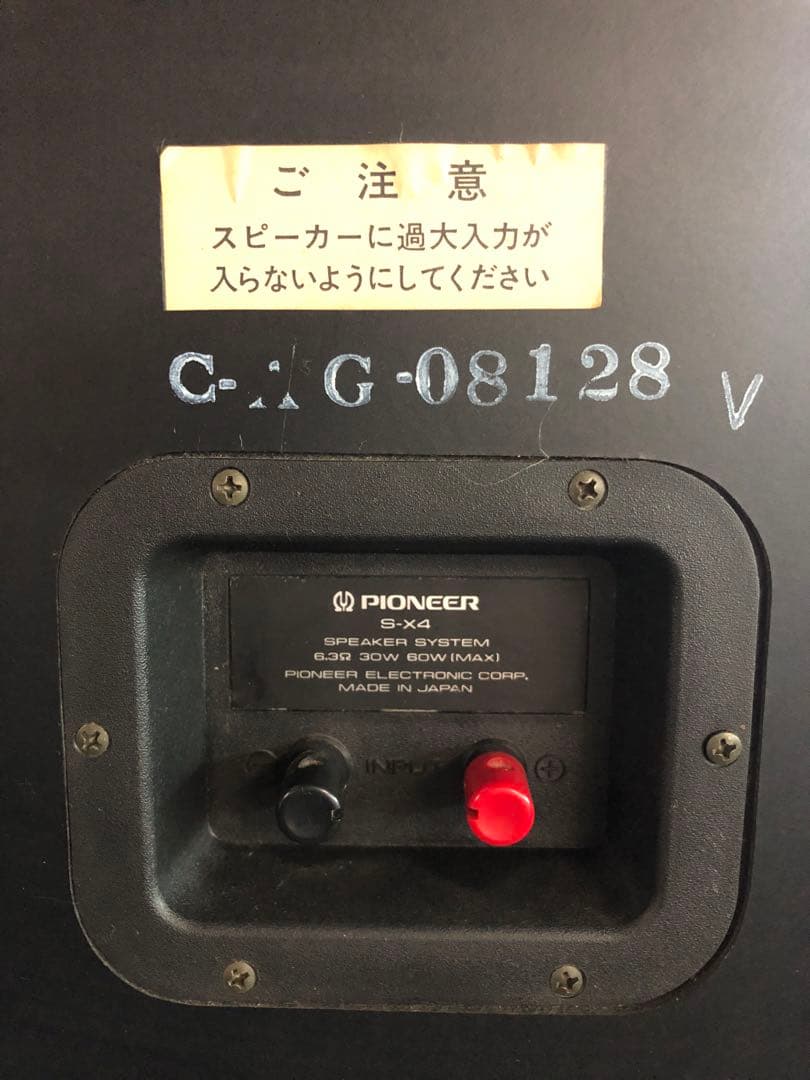 ご注意
スピーカーに過大入力が
入らないようにしてください
C- G-08128 V
PIONEER
S-X4
SPEAKER SYSTEM
6.3Ω 30W 60W (MAX)
PIONEER ELECTRONIC CORP.
MADE IN JAPAN
- INPUT +